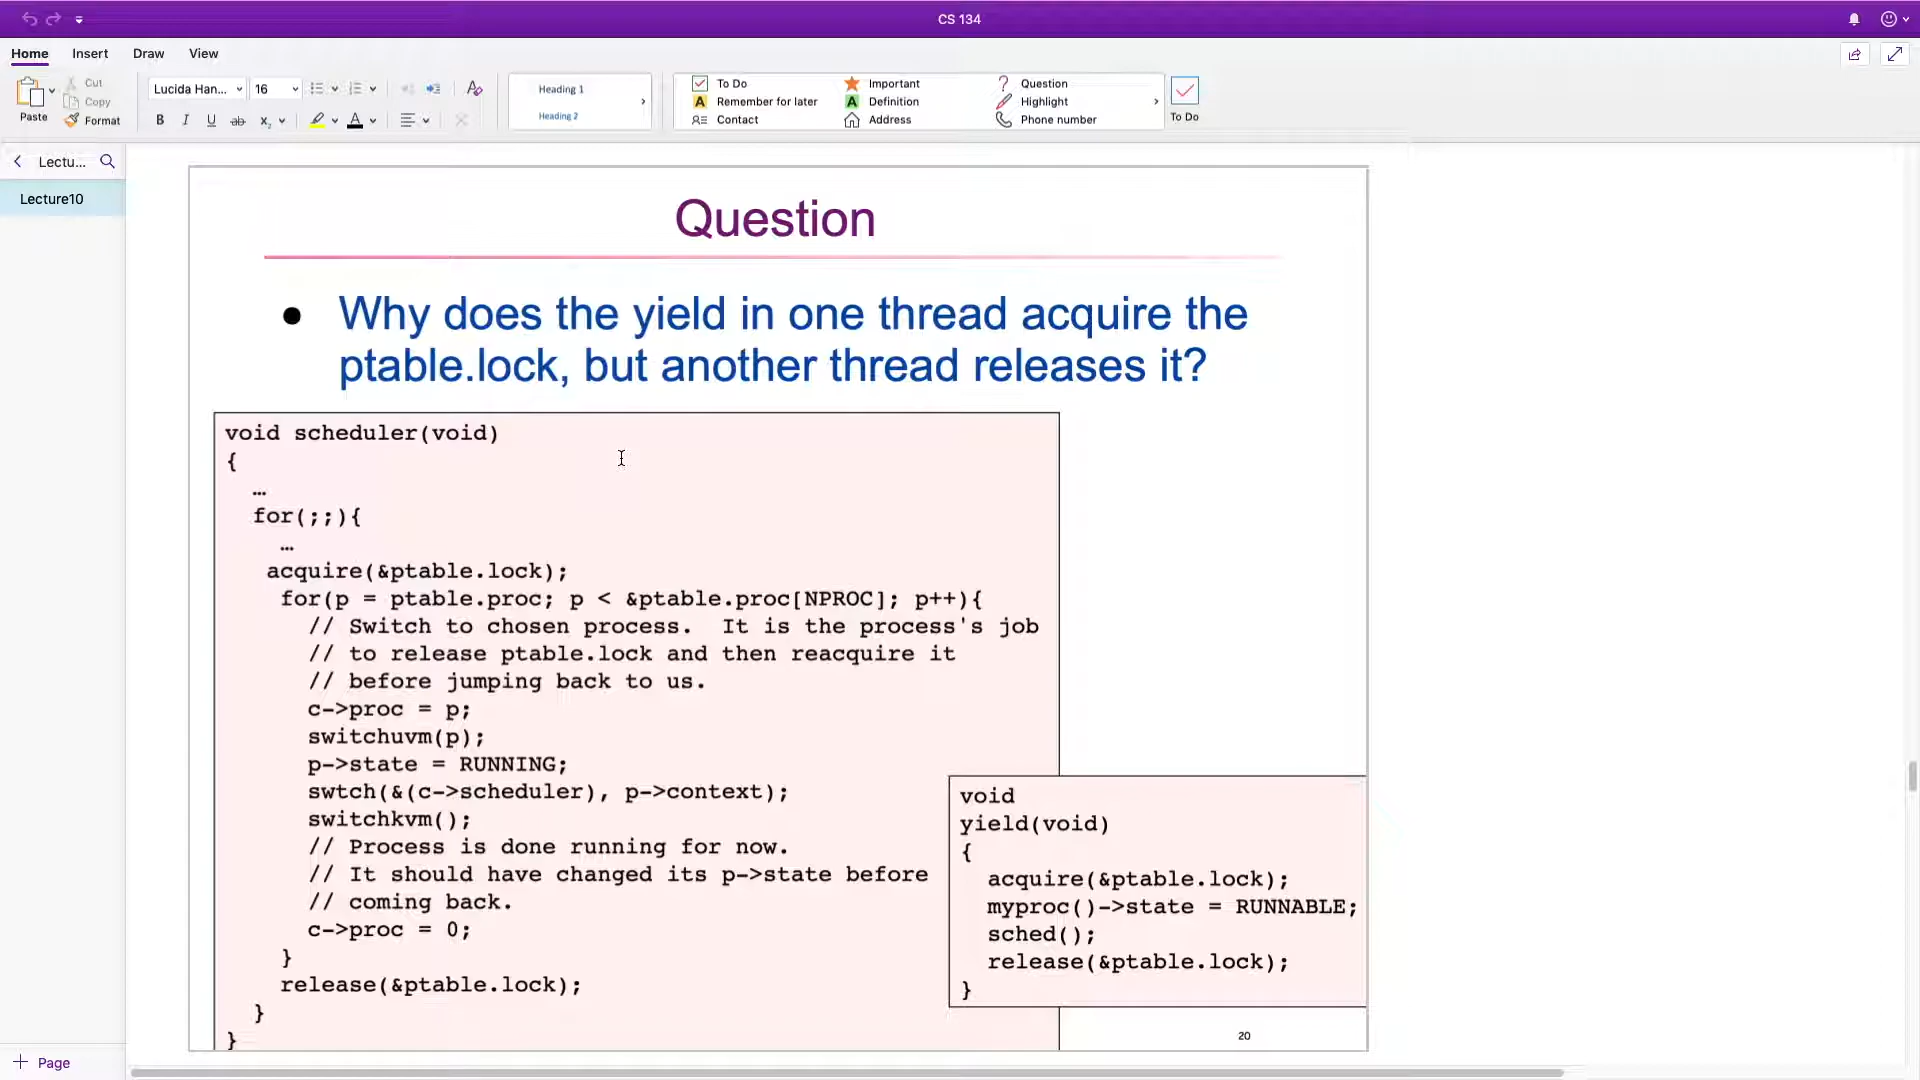 CS 134
Home Insert Draw View
Paste
Cut
Copy
Format
Lucida Han... 16
B I U ab x₂ A
Heading 1
Heading 2
To Do Important Question
A Remember for later A Definition Highlight
Contact Address Phone number
To Do
Lectu...
Lecture10
Question
● Why does the yield in one thread acquire the
ptable.lock, but another thread releases it?
void scheduler(void)
{
…
for(;;){
…
acquire(&ptable.lock);
for(p = ptable.proc; p < &ptable.proc[NPROC]; p++){
// Switch to chosen process.  It is the process's job
// to release ptable.lock and then reacquire it
// before jumping back to us.
c->proc = p;
switchuvm(p);
p->state = RUNNING;
swtch(&(c->scheduler), p->context);
switchkvm();
// Process is done running for now.
// It should have changed its p->state before
// coming back.
c->proc = 0;
}
release(&ptable.lock);
}
}
void
yield(void)
{
acquire(&ptable.lock);
myproc()->state = RUNNABLE;
sched();
release(&ptable.lock);
}
20
+ Page